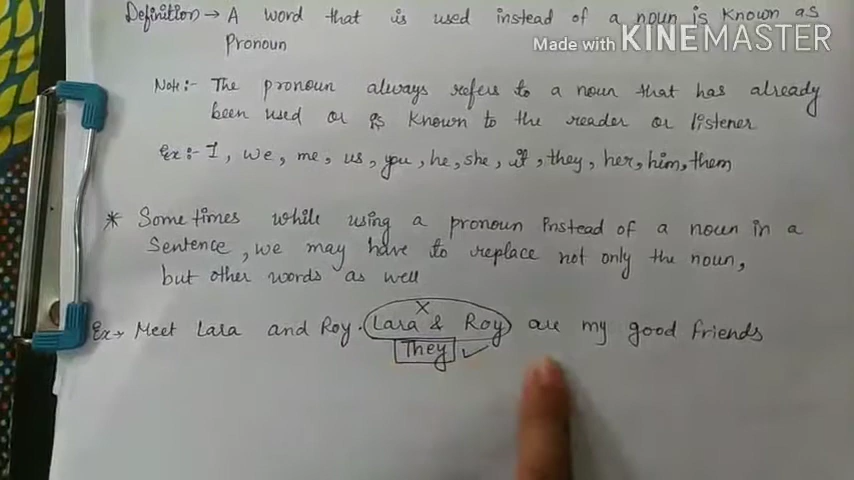 Definition → A word that is used instead of a noun is known as
Pronoun
Made with KINEMASTER
Note:- The pronoun always refers to a noun that has already
been used or is known to the reader or listener
Ex:- I, we, me, us, you, he, she, it, they, her, him, them
* Some times while using a pronoun instead of a noun in a
sentence, we may have to replace not only the noun,
but other words as well
Ex→ Meet Lara and Roy. Lara & Roy are my good friends
They